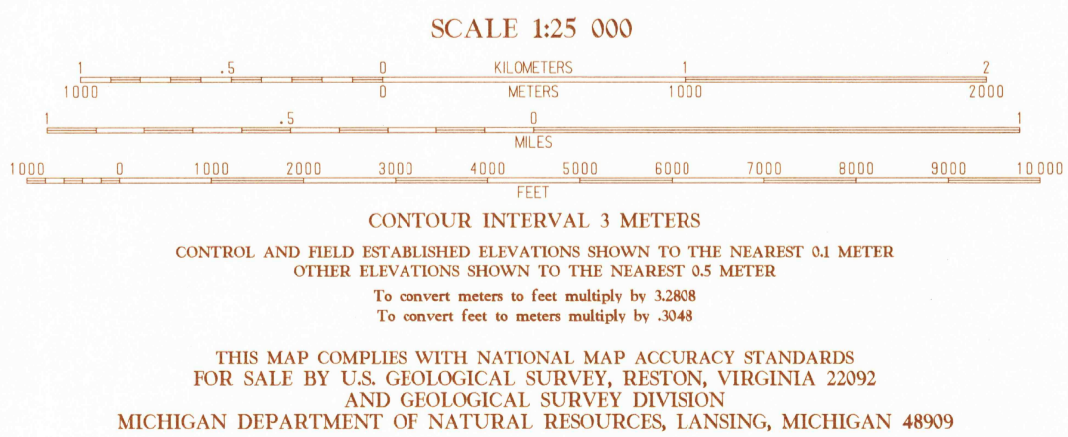 SCALE 1:25 000
1 .5 0 KILOMETERS 1 2
1000 0 METERS 1000 2000
1 .5 0 1
MILES
1000 0 1000 2000 3000 4000 5000 6000 7000 8000 9000 10 000
FEET
CONTOUR INTERVAL 3 METERS
CONTROL AND FIELD ESTABLISHED ELEVATIONS SHOWN TO THE NEAREST 0.1 METER
OTHER ELEVATIONS SHOWN TO THE NEAREST 0.5 METER
To convert meters to feet multiply by 3.2808
To convert feet to meters multiply by .3048
THIS MAP COMPLIES WITH NATIONAL MAP ACCURACY STANDARDS
FOR SALE BY U.S. GEOLOGICAL SURVEY, RESTON, VIRGINIA 22092
AND GEOLOGICAL SURVEY DIVISION
MICHIGAN DEPARTMENT OF NATURAL RESOURCES, LANSING, MICHIGAN 48909